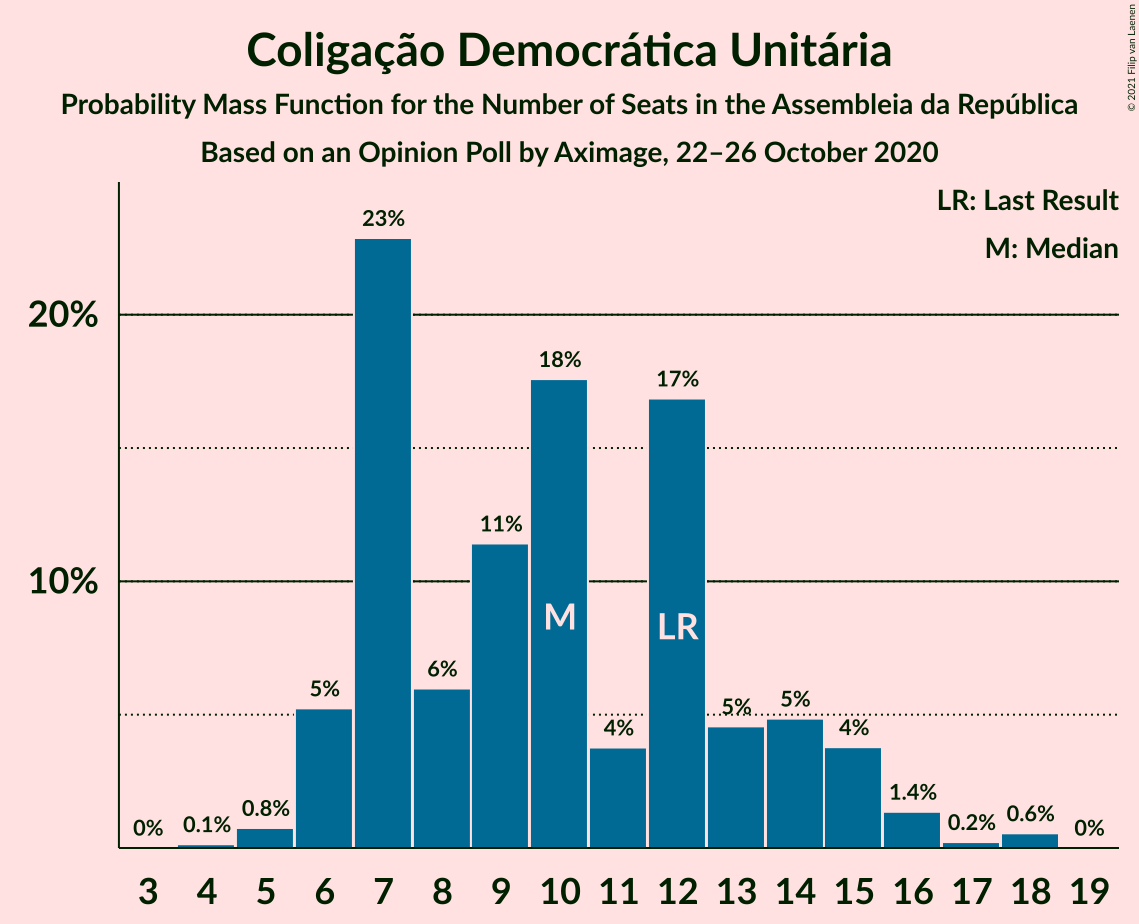 Coligação Democrática Unitária
Probability Mass Function for the Number of Seats in the Assembleia da República
Based on an Opinion Poll by Aximage, 22–26 October 2020
© 2021 Filip van Laenen
LR: Last Result
M: Median
20%
10%
0%
0.1%
0.8%
5%
23%
6%
11%
18%
4%
17%
5%
5%
4%
1.4%
0.2%
0.6%
0%
M
LR
3 4 5 6 7 8 9 10 11 12 13 14 15 16 17 18 19